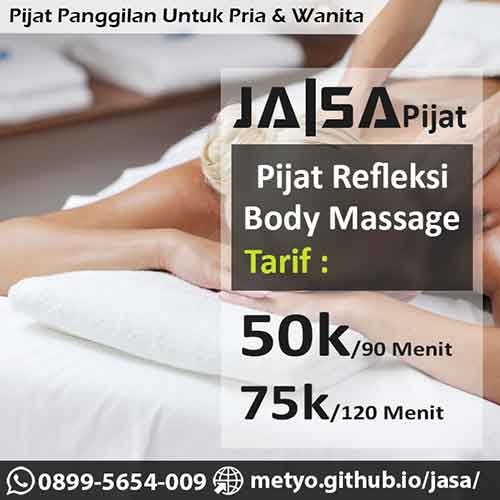 Pijat Panggilan Untuk Pria & Wanita
JA|SA Pijat
Pijat Refleksi
Body Massage
Tarif :
50k/90 Menit
75k/120 Menit
0899-5654-009 metyo.github.io/jasa/